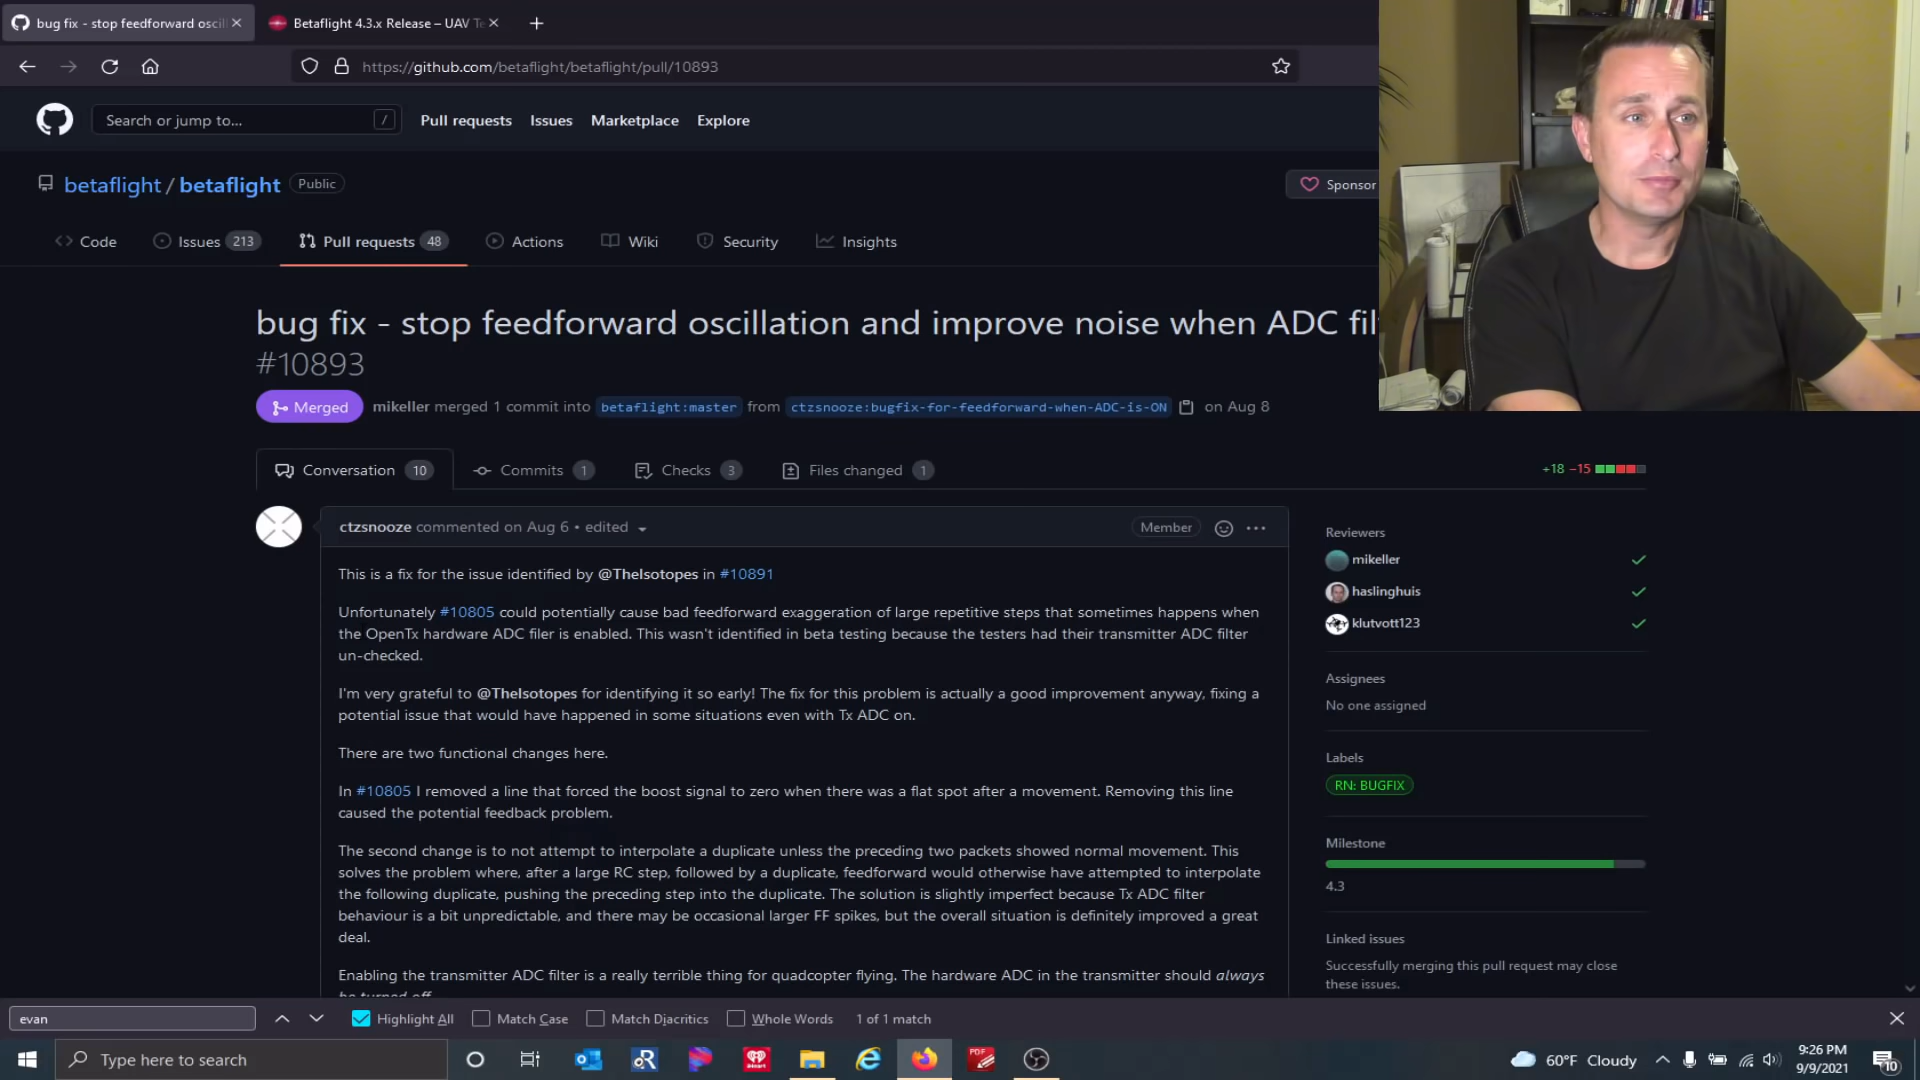 bug fix - stop feedforward oscil
Betaflight 4.3.x Release – UAV Te
https://github.com/betaflight/betaflight/pull/10893
Search or jump to...
/
Pull requests
Issues
Marketplace
Explore
betaflight / betaflight
Public
Sponsor
Code
Issues 213
Pull requests 48
Actions
Wiki
Security
Insights
bug fix - stop feedforward oscillation and improve noise when ADC fil
#10893
Merged
mikeller merged 1 commit into betaflight:master from ctzsnooze:bugfix-for-feedforward-when-ADC-is-ON on Aug 8
Conversation 10
Commits 1
Checks 3
Files changed 1
+18 −15
ctzsnooze commented on Aug 6 • edited
Member
This is a fix for the issue identified by @TheIsotopes in #10891
Unfortunately #10805 could potentially cause bad feedforward exaggeration of large repetitive steps that sometimes happens when
the OpenTx hardware ADC filer is enabled. This wasn't identified in beta testing because the testers had their transmitter ADC filter
un-checked.
I'm very grateful to @TheIsotopes for identifying it so early! The fix for this problem is actually a good improvement anyway, fixing a
potential issue that would have happened in some situations even with Tx ADC on.
There are two functional changes here.
In #10805 I removed a line that forced the boost signal to zero when there was a flat spot after a movement. Removing this line
caused the potential feedback problem.
The second change is to not attempt to interpolate a duplicate unless the preceding two packets showed normal movement. This
solves the problem where, after a large RC step, followed by a duplicate, feedforward would otherwise have attempted to interpolate
the following duplicate, pushing the preceding step into the duplicate. The solution is slightly imperfect because Tx ADC filter
behaviour is a bit unpredictable, and there may be occasional larger FF spikes, but the overall situation is definitely improved a great
deal.
Enabling the transmitter ADC filter is a really terrible thing for quadcopter flying. The hardware ADC in the transmitter should always
be turned off
Reviewers
mikeller
haslinghuis
klutvott123
Assignees
No one assigned
Labels
RN: BUGFIX
Milestone
4.3
Linked issues
Successfully merging this pull request may close
these issues.
evan
Highlight All
Match Case
Match Diacritics
Whole Words
1 of 1 match
Type here to search
60°F Cloudy
9:26 PM
9/9/2021
10